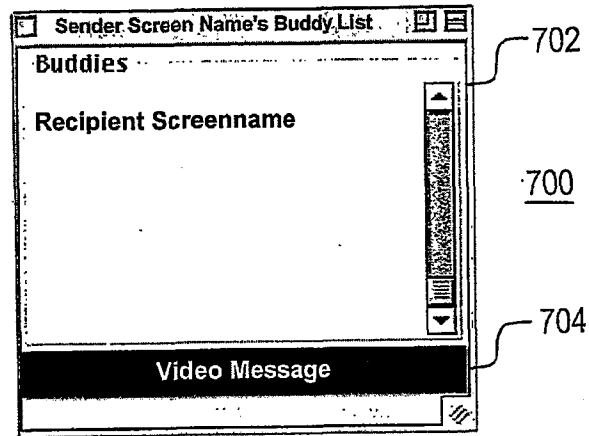 Sender Screen Name's Buddy List
702
Buddies
Recipient Screenname
700
704
Video Message